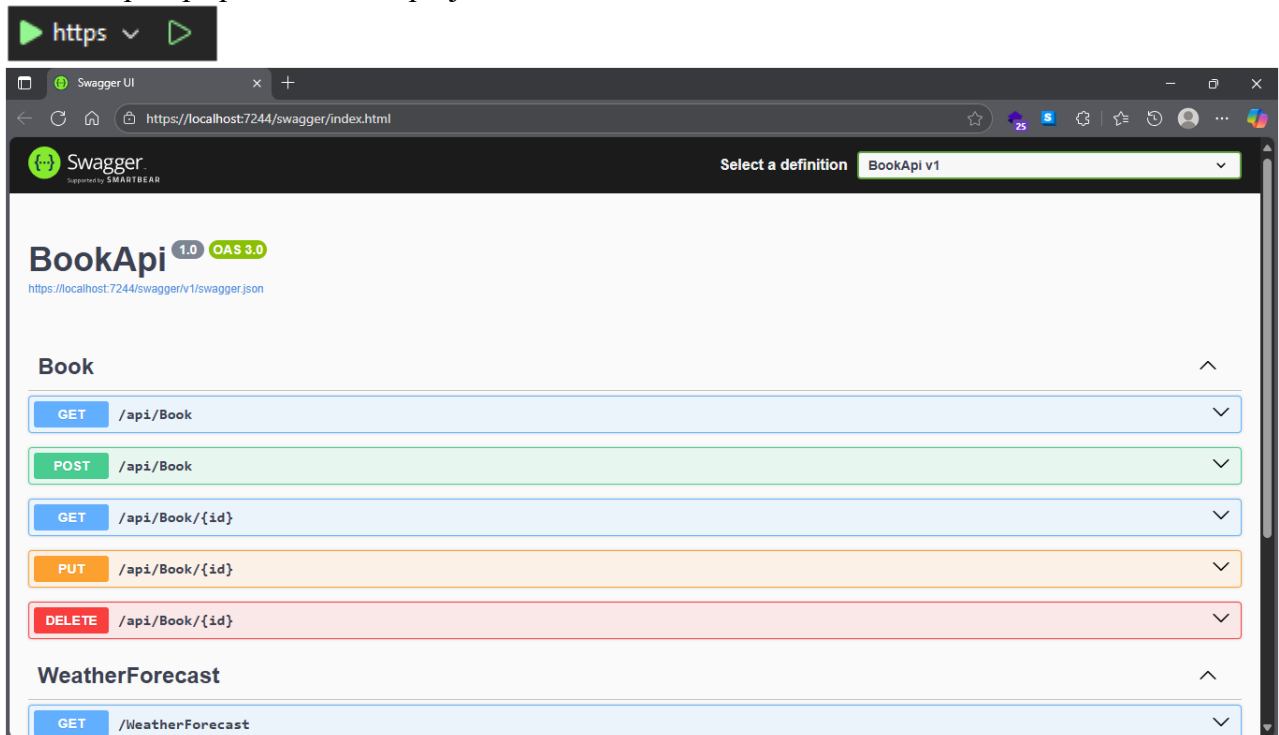 https
Swagger UI
https://localhost:7244/swagger/index.html
25
S
Swagger.
Supported by SMARTBEAR
Select a definition
BookApi v1
BookApi 1.0 OAS 3.0
https://localhost:7244/swagger/v1/swagger.json
Book
GET /api/Book
POST /api/Book
GET /api/Book/{id}
PUT /api/Book/{id}
DELETE /api/Book/{id}
WeatherForecast
GET /WeatherForecast